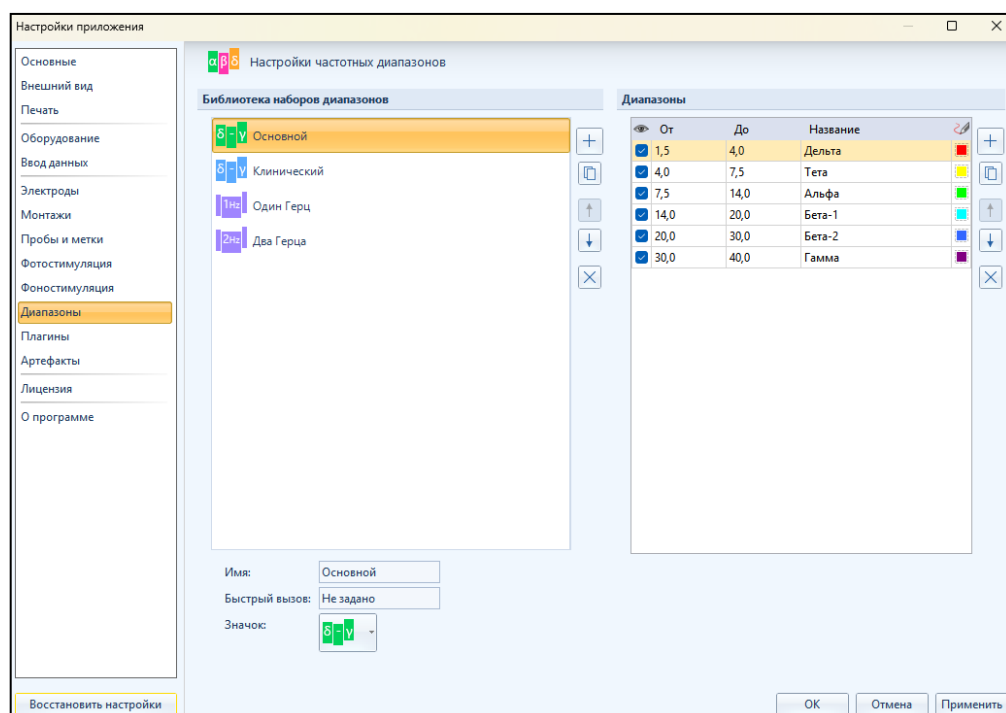 Настройки приложения
Основные
Внешний вид
Печать
Оборудование
Ввод данных
Электроды
Монтажи
Пробы и метки
Фотостимуляция
Фоностимуляция
Диапазоны
Плагины
Артефакты
Лицензия
О программе
Восстановить настройки
α β δ Настройки частотных диапазонов
Библиотека наборов диапазонов
δ - γ Основной
δ - γ Клинический
1Hz Один Герц
2Hz Два Герца
Имя: Основной
Быстрый вызов: Не задано
Значок: δ - γ
Диапазоны
От До Название
1,5 4,0 Дельта
4,0 7,5 Тета
7,5 14,0 Альфа
14,0 20,0 Бета-1
20,0 30,0 Бета-2
30,0 40,0 Гамма
ОК Отмена Применить